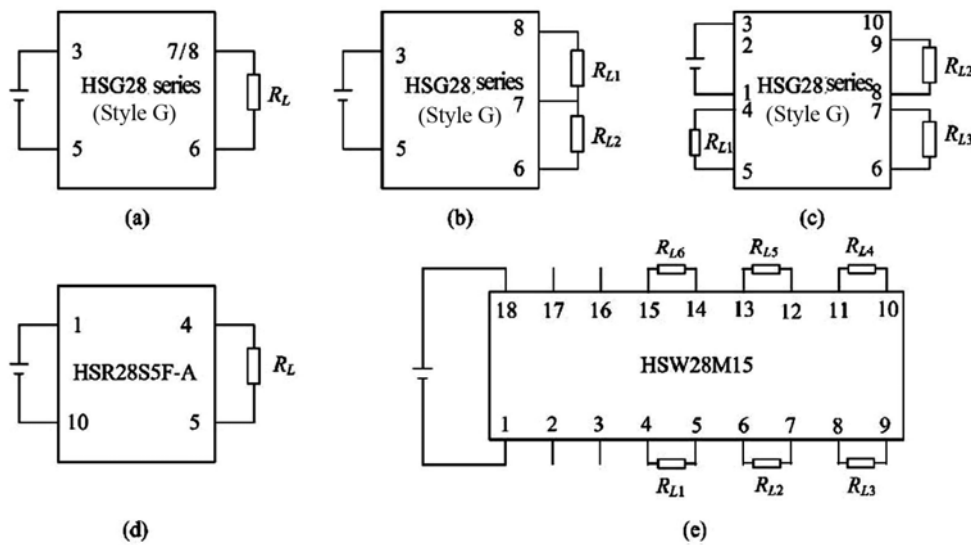 3 7/8
HSG28 series
(Style G)
5 6
R_L
(a)
8
3
HSG28 series
7
(Style G)
5
6
R_L1
R_L2
(b)
3 10
2 9
HSG28 series
1 8
4 7
(Style G)
5 6
R_L1
R_L2
R_L3
(c)
1 4
HSR28S5F-A
10 5
R_L
(d)
R_L6 R_L5 R_L4
18 17 16 15 14 13 12 11 10
HSW28M15
1 2 3 4 5 6 7 8 9
R_L1 R_L2 R_L3
(e)